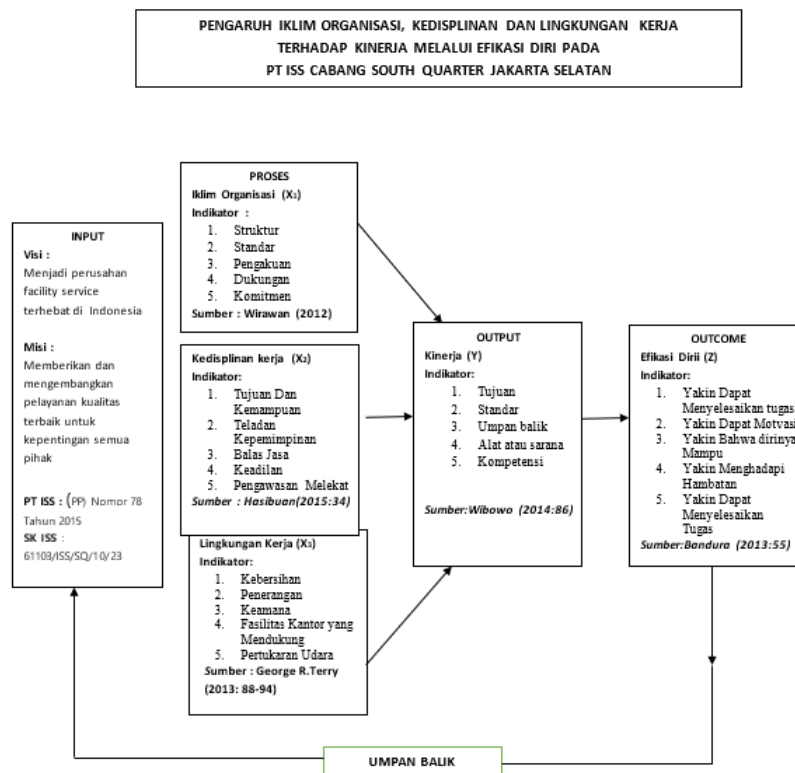 PENGARUH IKLIM ORGANISASI, KEDISPLINAN DAN LINGKUNGAN KERJA
TERHADAP KINERJA MELALUI EFIKASI DIRI PADA
PT ISS CABANG SOUTH QUARTER JAKARTA SELATAN
INPUT
Visi :
Menjadi perusahan
facility service
terhebat di Indonesia
Misi :
Memberikan dan
mengembangkan
pelayanan kualitas
terbaik untuk
kepentingan semua
pihak
PT ISS : (PP) Nomor 78
Tahun 2015
SK ISS :
61103/ISS/SQ/10/23
PROSES
Iklim Organisasi (X1)
Indikator :
1. Struktur
2. Standar
3. Pengakuan
4. Dukungan
5. Komitmen
Sumber : Wirawan (2012)
Kedisplinan kerja (X2)
Indikator:
1. Tujuan Dan
Kemampuan
2. Teladan
Kepemimpinan
3. Balas Jasa
4. Keadilan
5. Pengawasan Melekat
Sumber : Hasibuan(2015:34)
Lingkungan Kerja (X3)
Indikator:
1. Kebersihan
2. Penerangan
3. Keamana
4. Fasilitas Kantor yang
Mendukung
5. Pertukaran Udara
Sumber : George R.Terry
(2013: 88-94)
OUTPUT
Kinerja (Y)
Indikator:
1. Tujuan
2. Standar
3. Umpan balik
4. Alat atau sarana
5. Kompetensi
Sumber:Wibowo (2014:86)
OUTCOME
Efikasi Dirii (Z)
Indikator:
1. Yakin Dapat
Menyelesaikan tugas
2. Yakin Dapat Motvasi
3. Yakin Bahwa dirinya
Mampu
4. Yakin Menghadapi
Hambatan
5. Yakin Dapat
Menyelesaikan
Tugas
Sumber:Bandura (2013:55)
UMPAN BALIK